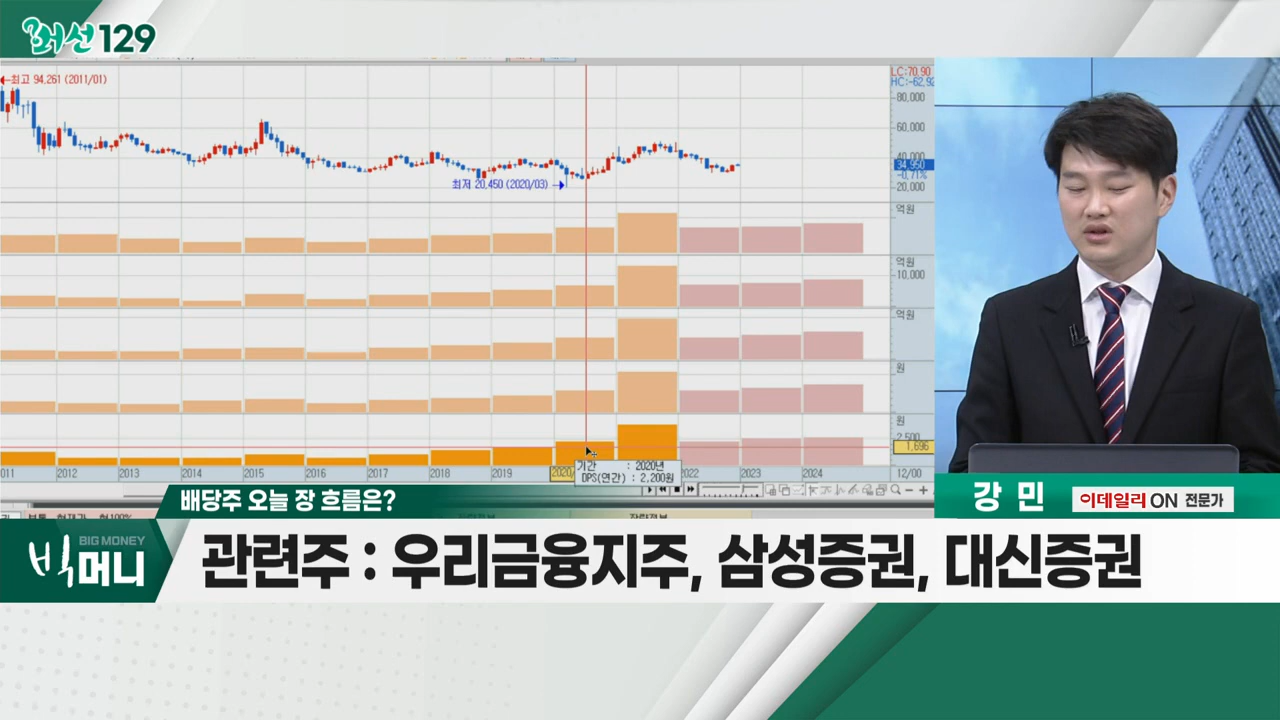 최선129
←최고 94,261 (2011/01)
LC:70.90
HC:-62.92
80,000
60,000
40,000
34,950
-0.71%
20,000
최저 20,450 (2020/03) →
억원
억원
10,000
억원
원
원
2,500
1,696
2012 2013 2014 2015 2016 2017 2018 2019 2020 2022 2023 2024 12/00
기간 : 2020년
DPS(연간) : 2,200원
강 민 이데일리 ON 전문가
배당주 오늘 장 흐름은?
BIG MONEY
빅머니
관련주 : 우리금융지주, 삼성증권, 대신증권